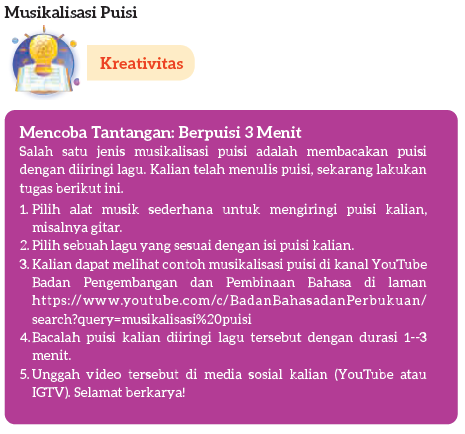 Musikalisasi Puisi
Kreativitas
Mencoba Tantangan: Berpuisi 3 Menit
Salah satu jenis musikalisasi puisi adalah membacakan puisi
dengan diiringi lagu. Kalian telah menulis puisi, sekarang lakukan
tugas berikut ini.
1. Pilih alat musik sederhana untuk mengiringi puisi kalian,
misalnya gitar.
2. Pilih sebuah lagu yang sesuai dengan isi puisi kalian.
3. Kalian dapat melihat contoh musikalisasi puisi di kanal YouTube
Badan Pengembangan dan Pembinaan Bahasa di laman
https://www.youtube.com/c/BadanBahasadanPerbukuan/
search?query=musikalisasi%20puisi
4. Bacalah puisi kalian diiringi lagu tersebut dengan durasi 1--3
menit.
5. Unggah video tersebut di media sosial kalian (YouTube atau
IGTV). Selamat berkarya!